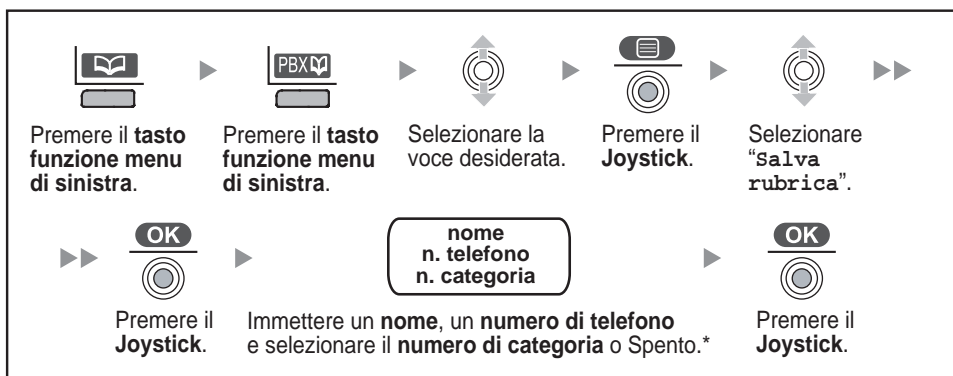 PBX
Premere il tasto
funzione menu
di sinistra.
Premere il tasto
funzione menu
di sinistra.
Selezionare la
voce desiderata.
Premere il
Joystick.
Selezionare
“Salva
rubrica”.
OK
Premere il
Joystick.
nome
n. telefono
n. categoria
Immettere un nome, un numero di telefono
e selezionare il numero di categoria o Spento.*
OK
Premere il
Joystick.